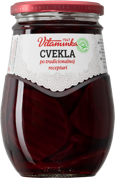 Vitaminka
CVEKLA
po tradicionalnoj
recepturi